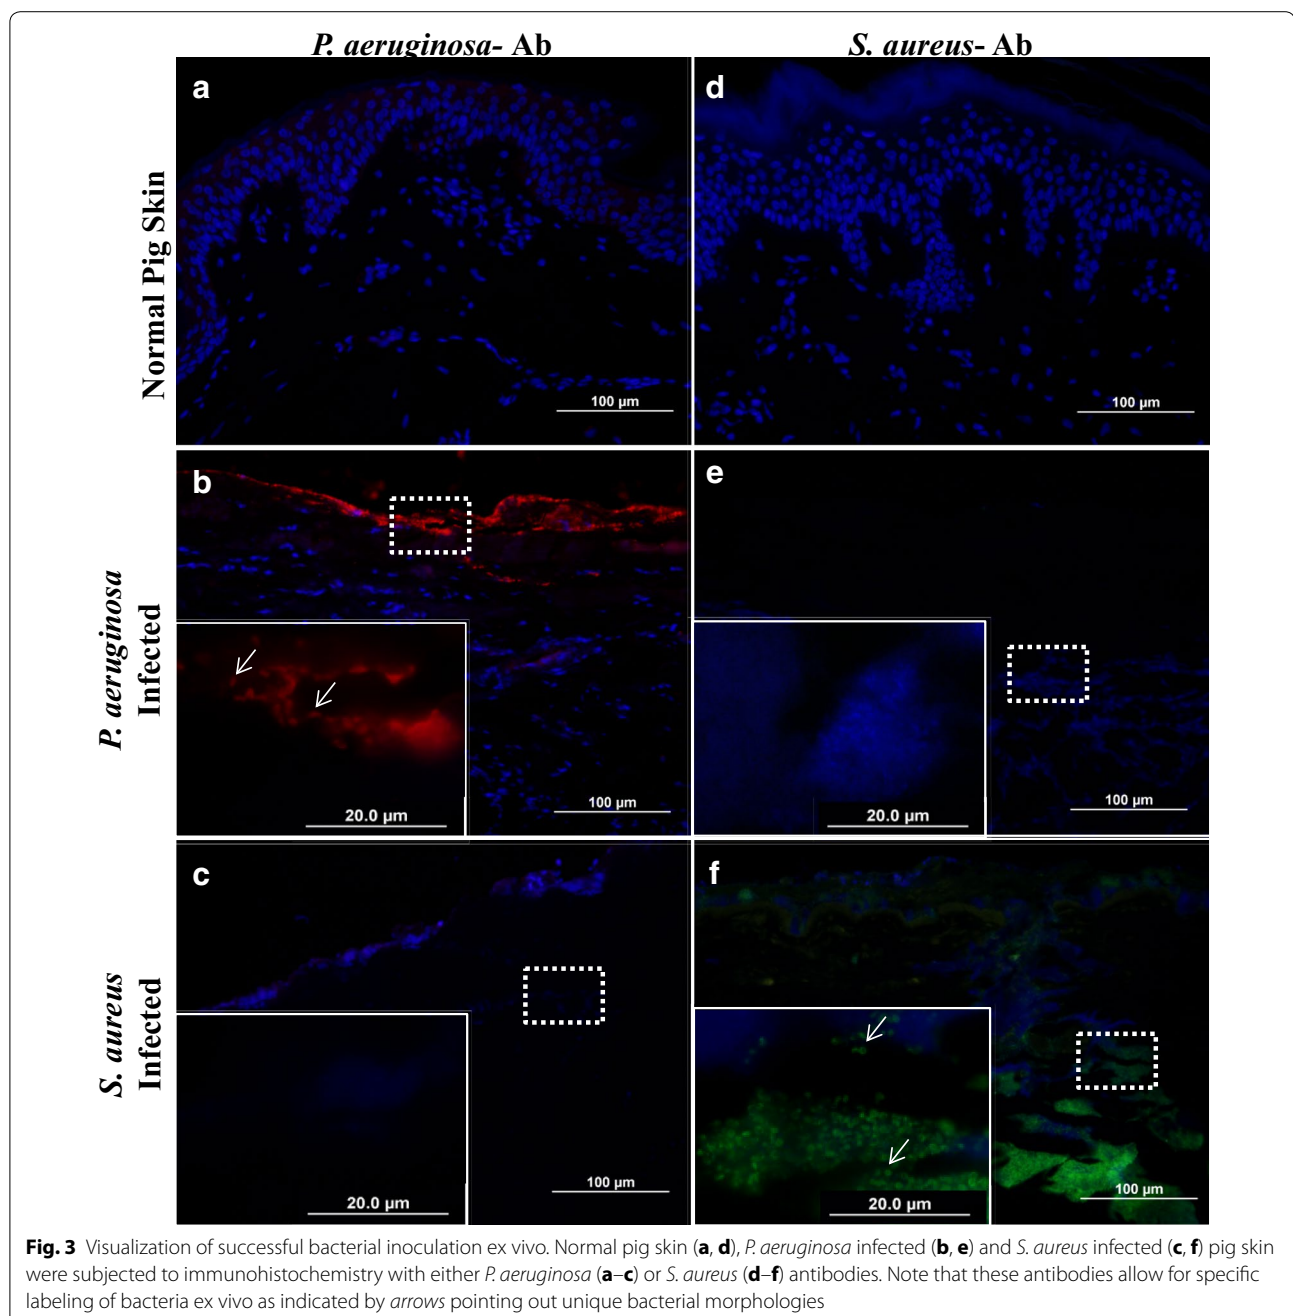 P. aeruginosa- Ab
S. aureus- Ab
Normal Pig Skin
a
100 µm
d
100 µm
P. aeruginosa
Infected
b
20.0 µm
100 µm
e
20.0 µm
100 µm
S. aureus
Infected
c
20.0 µm
100 µm
f
20.0 µm
100 µm
Fig. 3 Visualization of successful bacterial inoculation ex vivo. Normal pig skin (a, d), P. aeruginosa infected (b, e) and S. aureus infected (c, f) pig skin
were subjected to immunohistochemistry with either P. aeruginosa (a–c) or S. aureus (d–f) antibodies. Note that these antibodies allow for specific
labeling of bacteria ex vivo as indicated by arrows pointing out unique bacterial morphologies